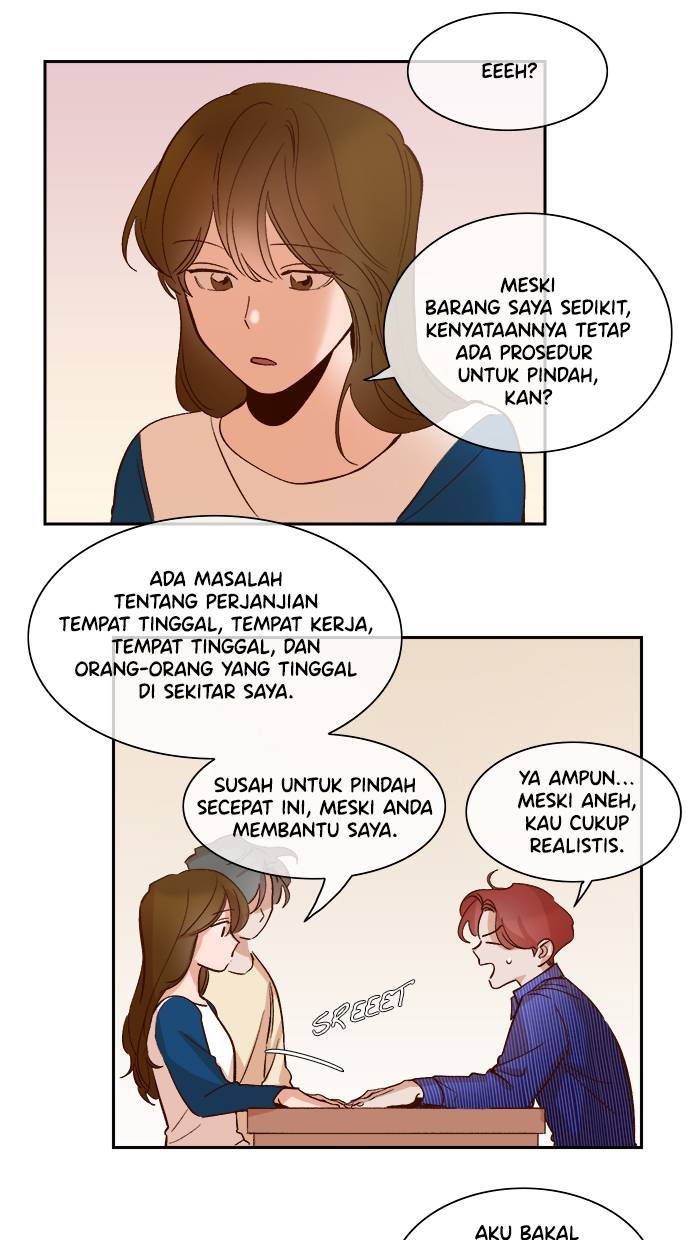 EEEH?
MESKI
BARANG SAYA SEDIKIT,
KENYATAANNYA TETAP
ADA PROSEDUR
UNTUK PINDAH,
KAN?
ADA MASALAH
TENTANG PERJANJIAN
TEMPAT TINGGAL, TEMPAT KERJA,
TEMPAT TINGGAL, DAN
ORANG-ORANG YANG TINGGAL
DI SEKITAR SAYA.
SUSAH UNTUK PINDAH
SECEPAT INI, MESKI ANDA
MEMBANTU SAYA.
YA AMPUN...
MESKI ANEH,
KAU CUKUP
REALISTIS.
SREEET
AKU BAKAL